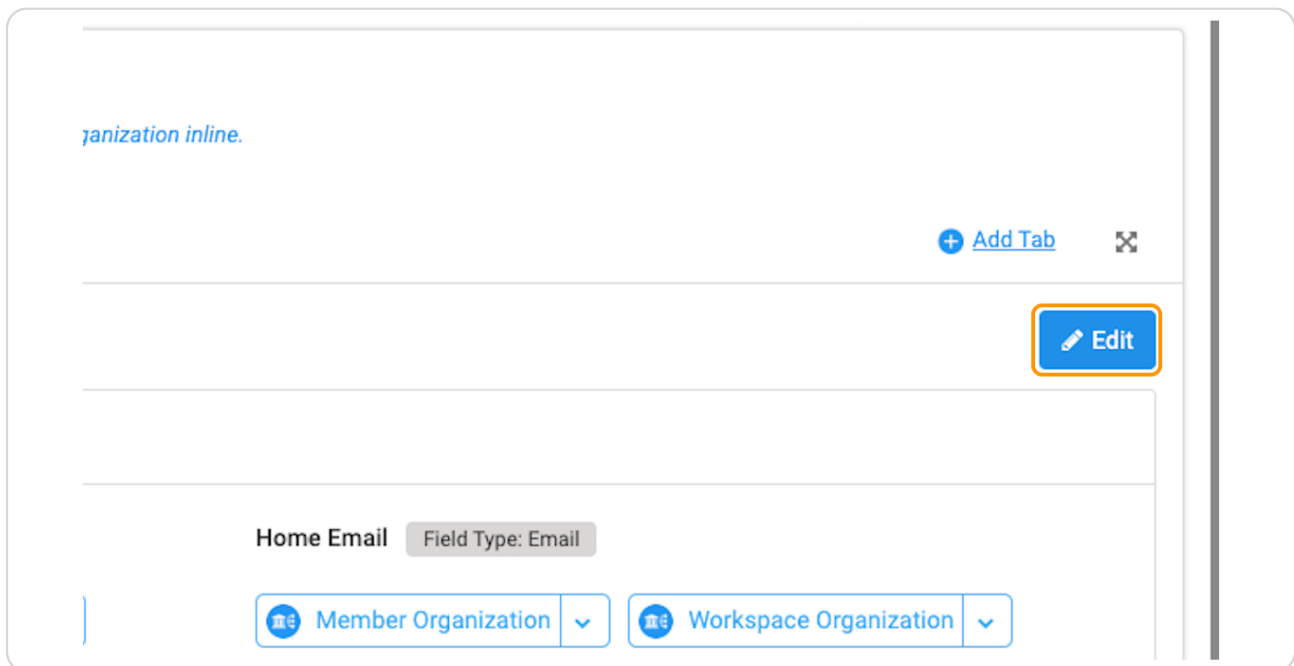 ganization inline.
Add Tab
Edit
Home Email Field Type: Email
Member Organization Workspace Organization